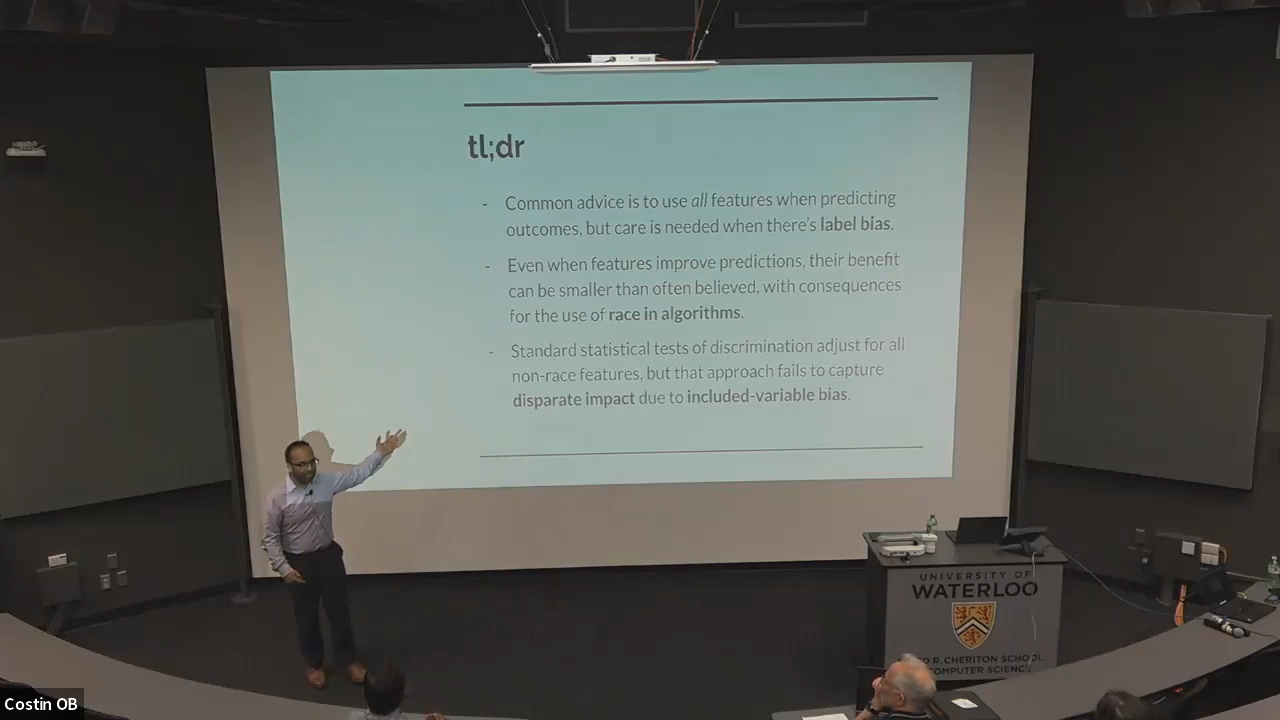 tl;dr
- Common advice is to use all features when predicting
outcomes, but care is needed when there's label bias.
- Even when features improve predictions, their benefit
can be smaller than often believed, with consequences
for the use of race in algorithms.
- Standard statistical tests of discrimination adjust for all
non-race features, but that approach fails to capture
disparate impact due to included-variable bias.
UNIVERSITY OF
WATERLOO
R. CHERITON SCHOOL
COMPUTER SCIENCE
Costin OB